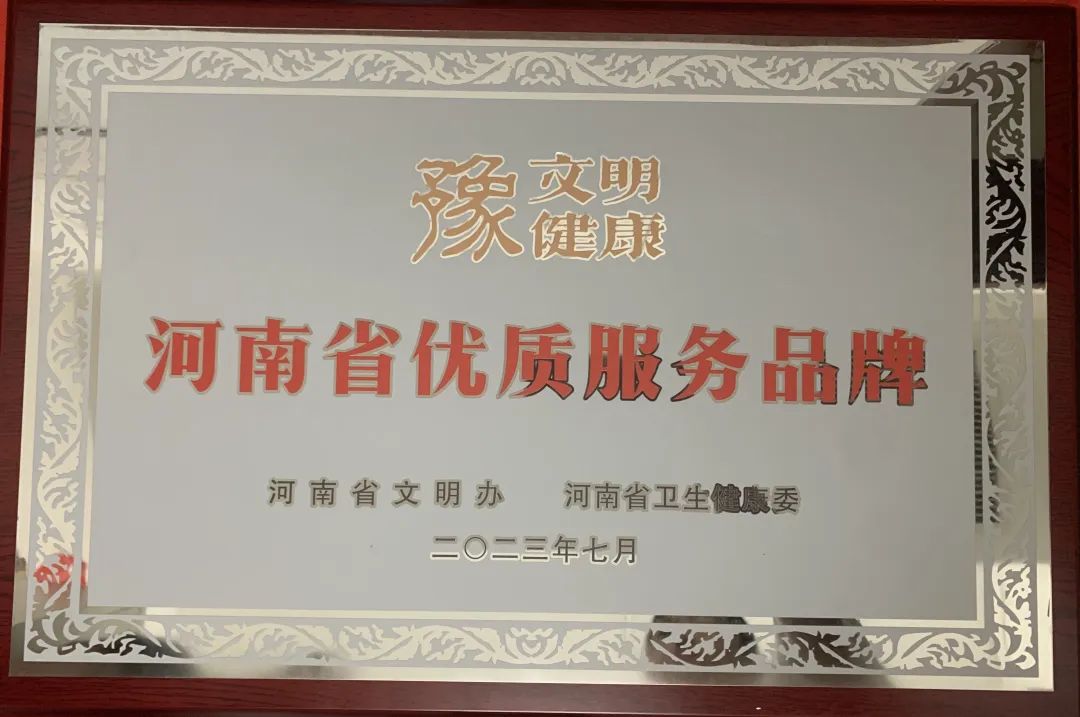 豫文明健康
河南省优质服务品牌
河南省文明办 河南省卫生健康委
二〇二三年七月